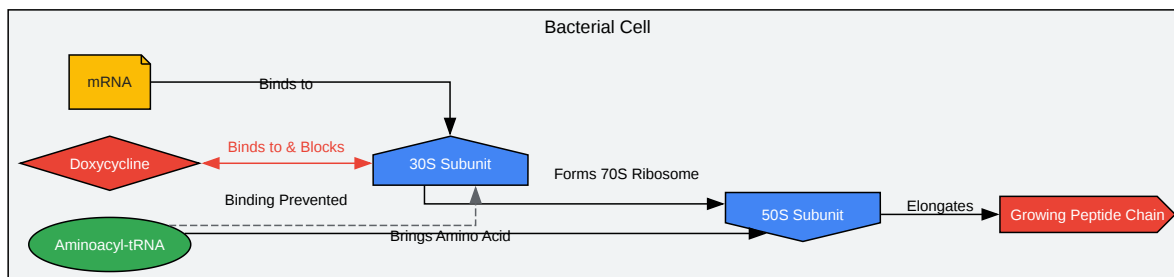 Bacterial Cell
mRNA
Binds to
Doxycycline
Binds to & Blocks
30S Subunit
Forms 70S Ribosome
Binding Prevented
50S Subunit
Elongates
Growing Peptide Chain
Aminoacyl-tRNA
Brings Amino Acid